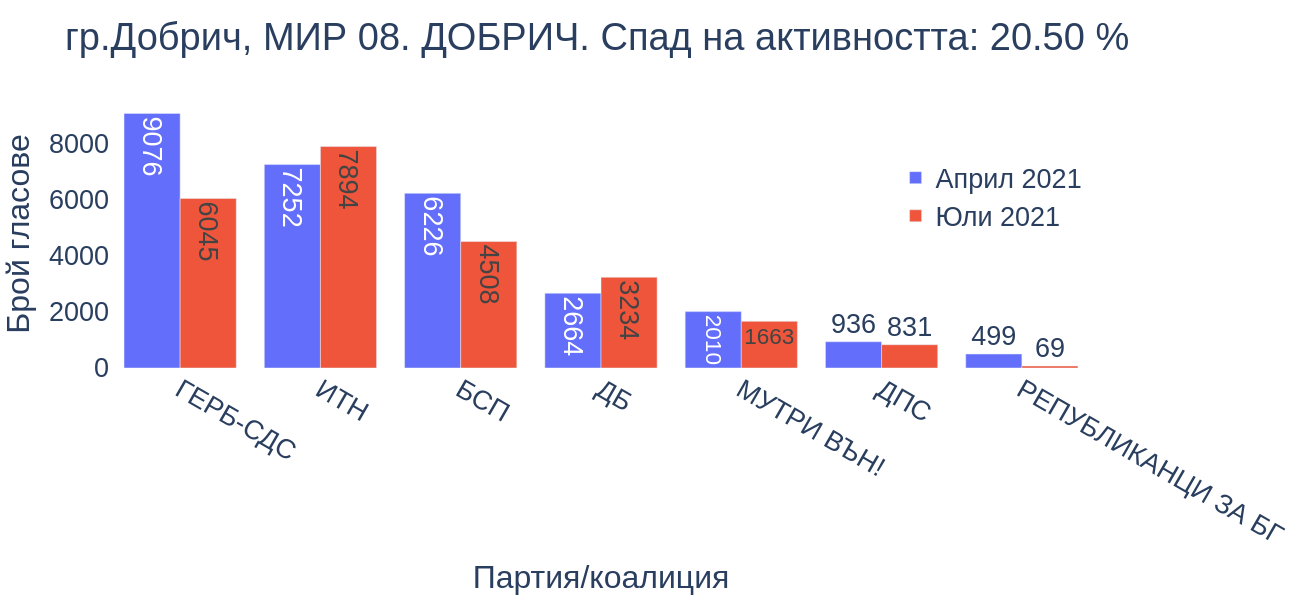 гр.Добрич, МИР 08. ДОБРИЧ. Спад на активността: 20.50 %
Брой гласове
8000
6000
4000
2000
0
9076
6045
7252
7894
6226
4508
2664
3234
2010
1663
936
831
499
69
Април 2021
Юли 2021
ГЕРБ-СДС
ИТН
БСП
ДБ
МУТРИ ВЪН!
ДПС
РЕПУБЛИКАНЦИ ЗА БГ
Партия/коалиция